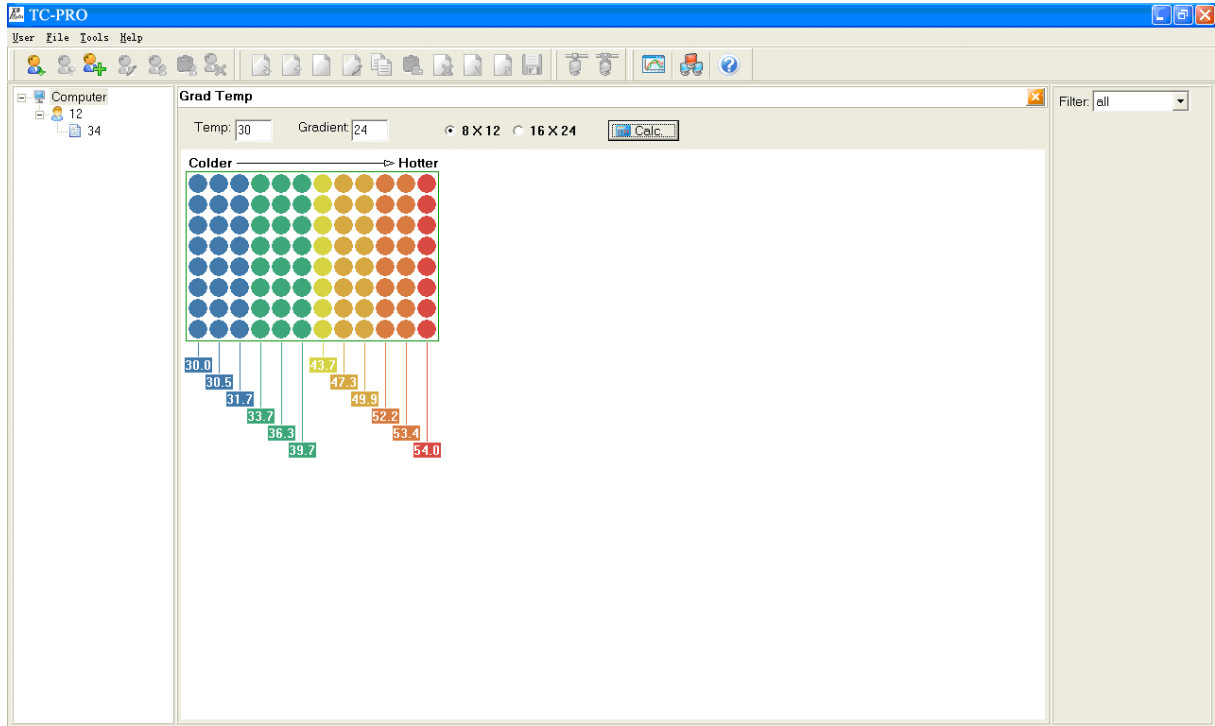 TC-PRO
User File Tools Help
Computer
12
34
Grad Temp
Temp: 30 Gradient: 24 8 X 12 16 X 24 Calc.
Filter: all
Colder Hotter
30.0 43.7
30.5 47.3
31.7 49.9
33.7 52.2
36.3 53.4
39.7 54.0